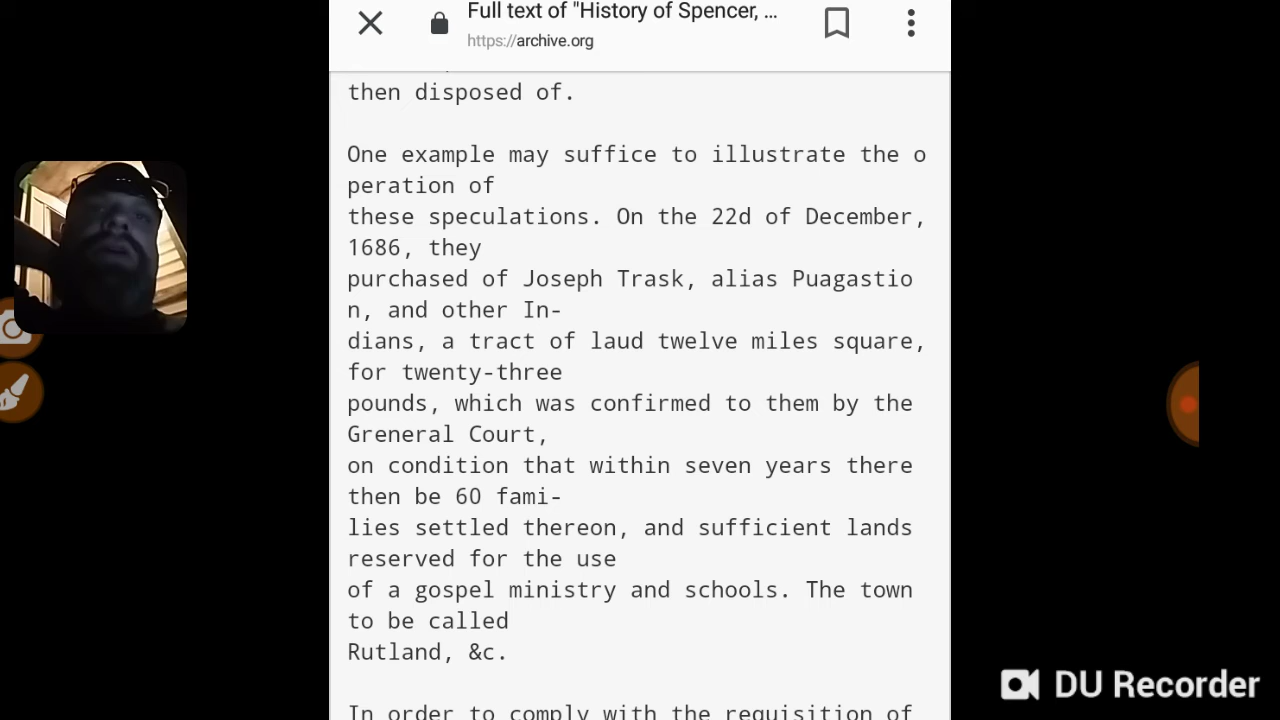 Full text of "History of Spencer, ...
https://archive.org
then disposed of.
One example may suffice to illustrate the o
peration of
these speculations. On the 22d of December,
1686, they
purchased of Joseph Trask, alias Puagastio
n, and other In-
dians, a tract of laud twelve miles square,
for twenty-three
pounds, which was confirmed to them by the
Greneral Court,
on condition that within seven years there
then be 60 fami-
lies settled thereon, and sufficient lands
reserved for the use
of a gospel ministry and schools. The town
to be called
Rutland, &c.
In order to comply with the requisition of
DU Recorder